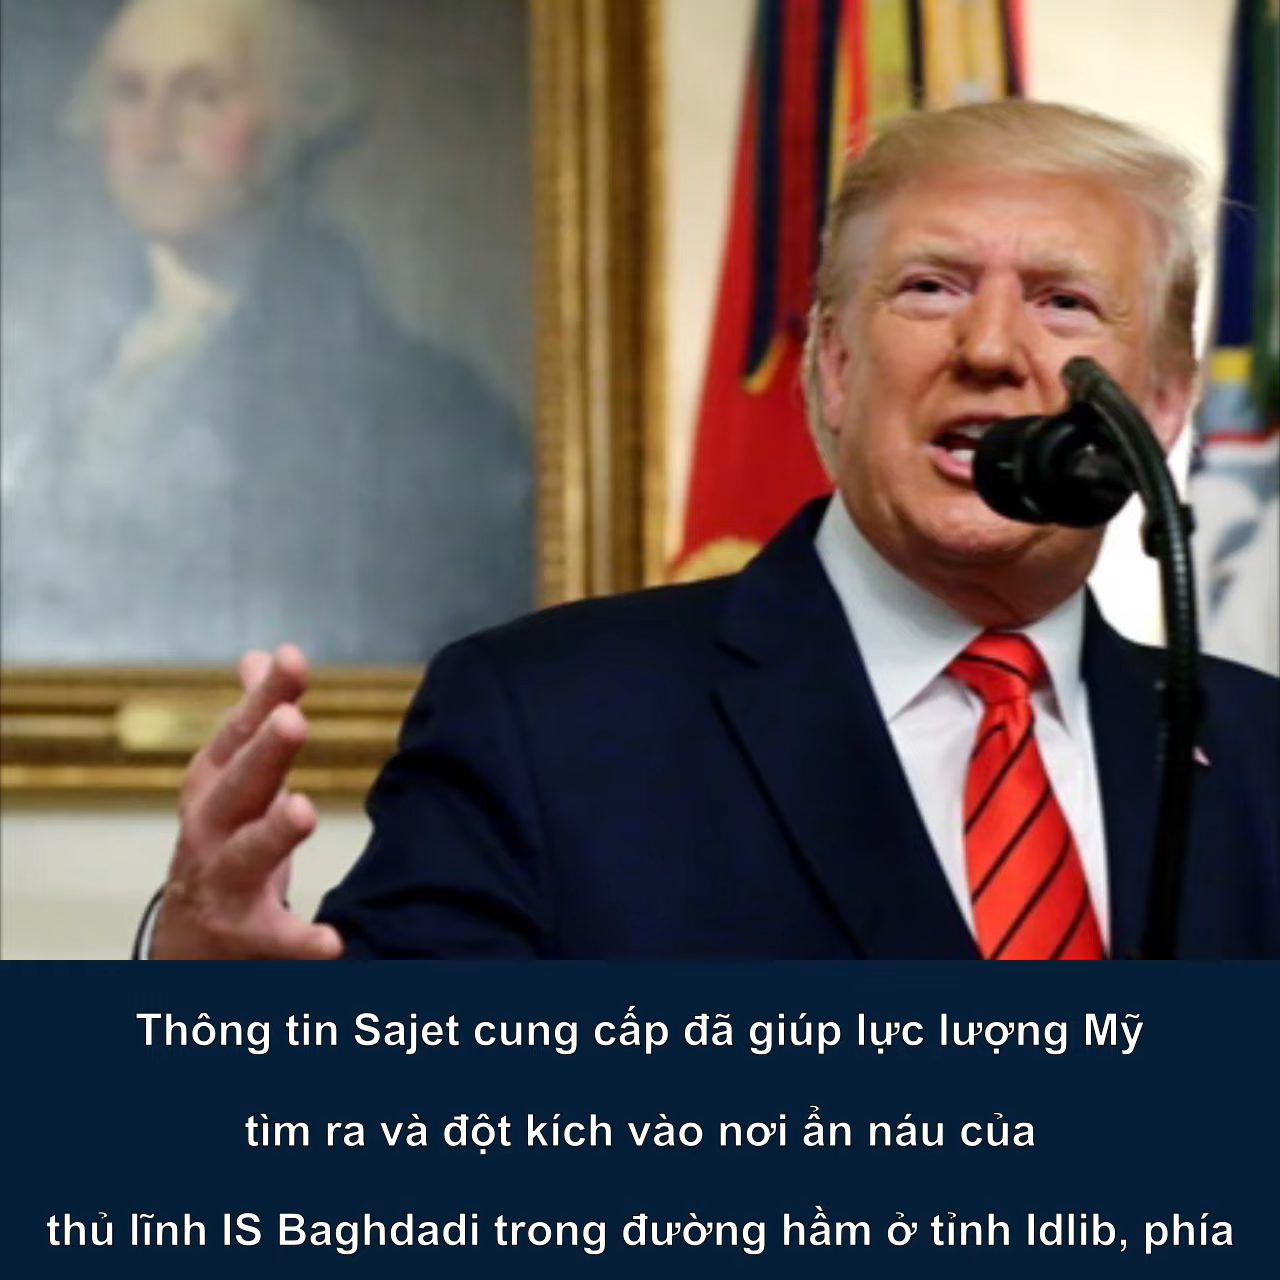 Thông tin Sajet cung cấp đã giúp lực lượng Mỹ
tìm ra và đột kích vào nơi ẩn náu của
thủ lĩnh IS Baghdadi trong đường hầm ở tỉnh Idlib, phía